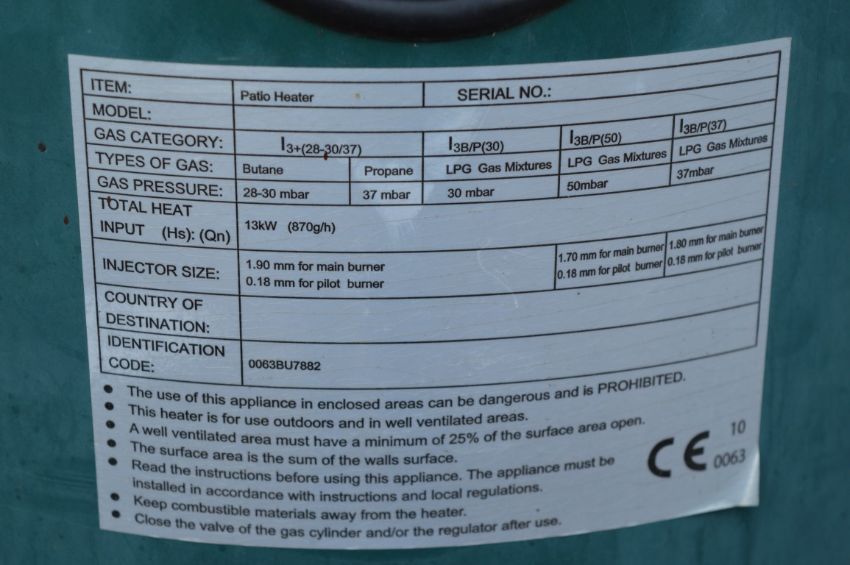 ITEM: Patio Heater SERIAL NO.:
MODEL:
GAS CATEGORY: I3+(28-30/37) I3B/P(30) I3B/P(50) I3B/P(37)
TYPES OF GAS: Butane Propane LPG Gas Mixtures LPG Gas Mixtures LPG Gas Mixtures
GAS PRESSURE: 28-30 mbar 37 mbar 30 mbar 50mbar 37mbar
TOTAL HEAT
INPUT (Hs): (Qn) 13kW (870g/h)
INJECTOR SIZE: 1.90 mm for main burner 1.70 mm for main burner 1.80 mm for main burner
0.18 mm for pilot burner 0.18 mm for pilot burner 0.18 mm for pilot burner
COUNTRY OF
DESTINATION:
IDENTIFICATION
CODE: 0063BU7882
• The use of this appliance in enclosed areas can be dangerous and is PROHIBITED.
• This heater is for use outdoors and in well ventilated areas.
• A well ventilated area must have a minimum of 25% of the surface area open.
• The surface area is the sum of the walls surface.
• Read the instructions before using this appliance. The appliance must be
installed in accordance with instructions and local regulations.
• Keep combustible materials away from the heater.
• Close the valve of the gas cylinder and/or the regulator after use.
CE 10
0063